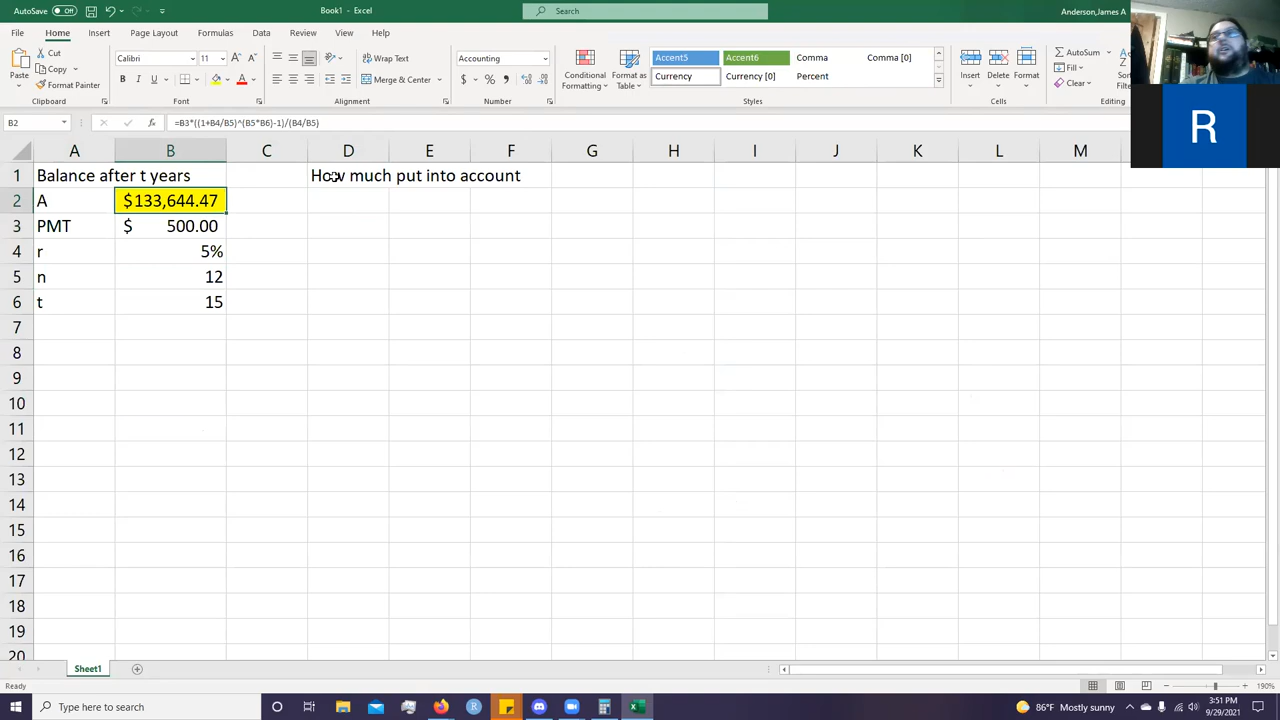 AutoSave Off Book1 - Excel Search Anderson,James A
File Home Insert Page Layout Formulas Data Review View Help
Paste Cut Copy Format Painter Clipboard
Calibri 11 B I U A Font
Wrap Text Merge & Center Alignment
Accounting $ % Number
Conditional Formatting Format as Table
Accent5 Accent6 Comma Comma [0]
Currency Currency [0] Percent
Styles
Insert Delete Format Cells
AutoSum Fill Clear Editing
R
B2 fx =B3*((1+B4/B5)^(B5*B6)-1)/(B4/B5)
A B C D E F G H I J K L M
1 Balance after t years How much put into account
2 A $133,644.47
3 PMT $ 500.00
4 r 5%
5 n 12
6 t 15
7
8
9
10
11
12
13
14
15
16
17
18
19
20
Sheet1
Ready 190%
Type here to search R 86°F Mostly sunny 3:51 PM
9/29/2021